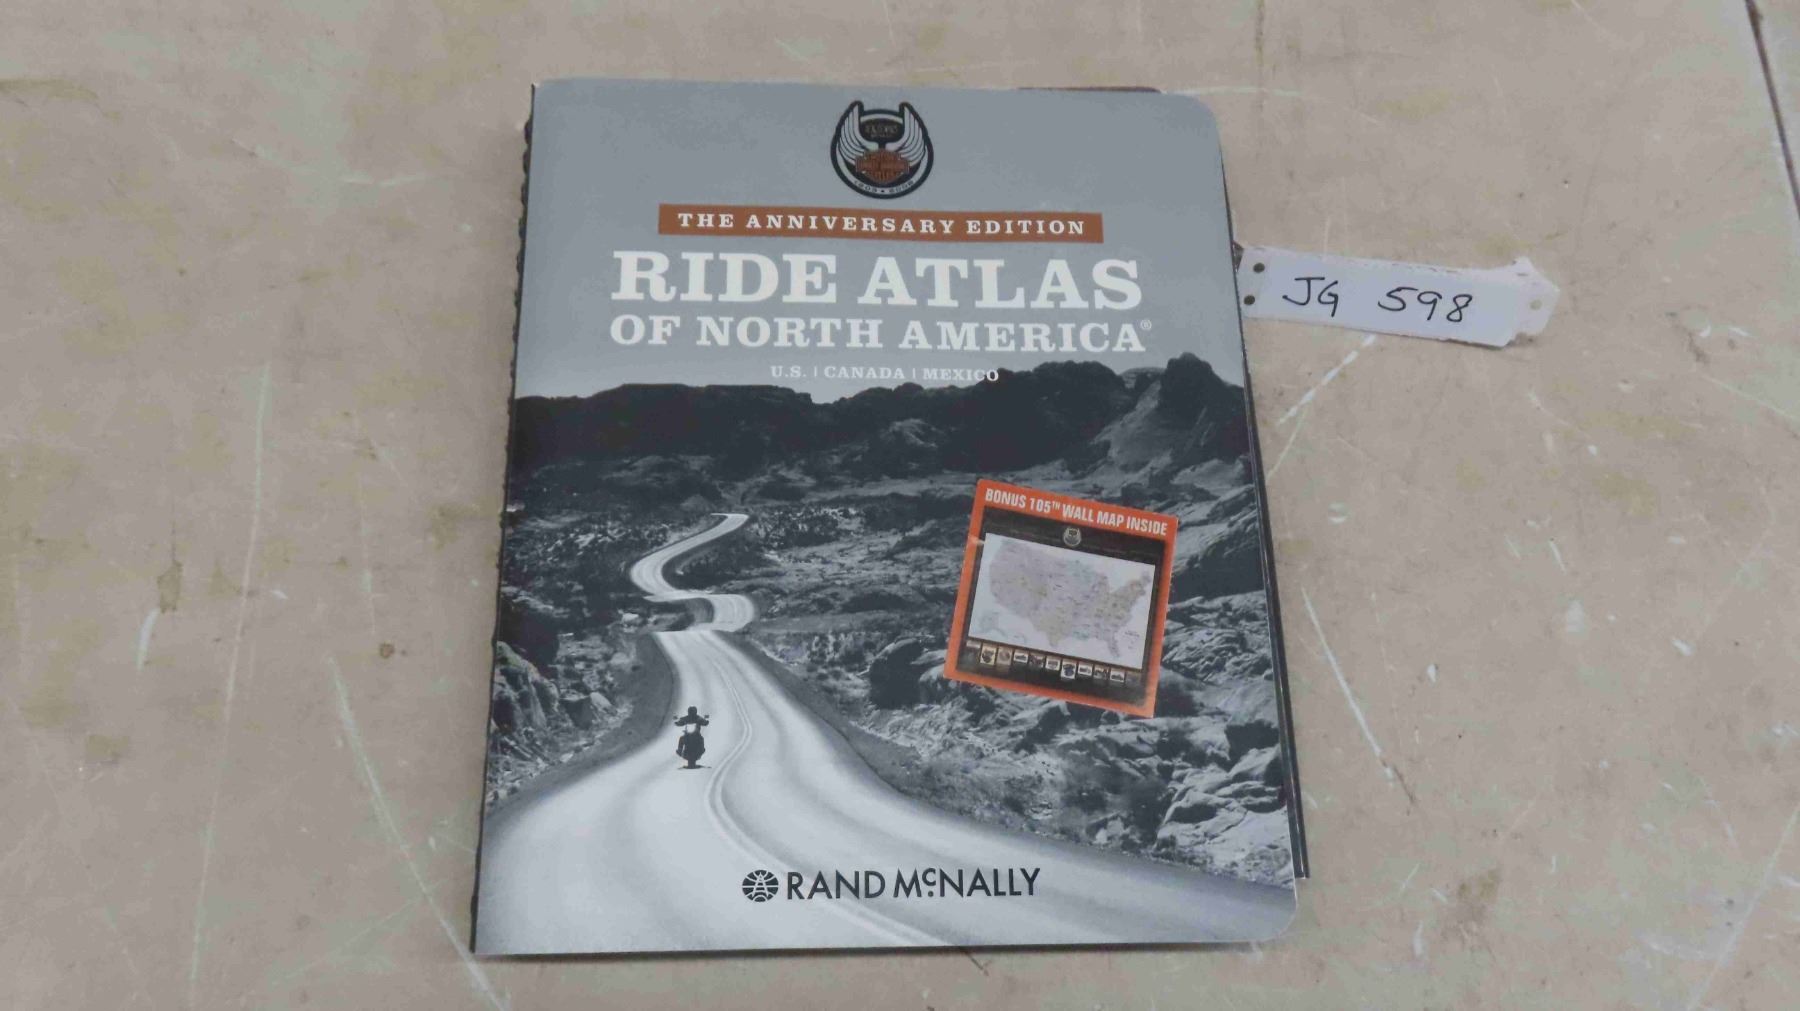 THE ANNIVERSARY EDITION
RIDE ATLAS
OF NORTH AMERICA®
U.S. | CANADA | MEXICO
JG 598
BONUS 105TH WALL MAP INSIDE
RAND MCNALLY